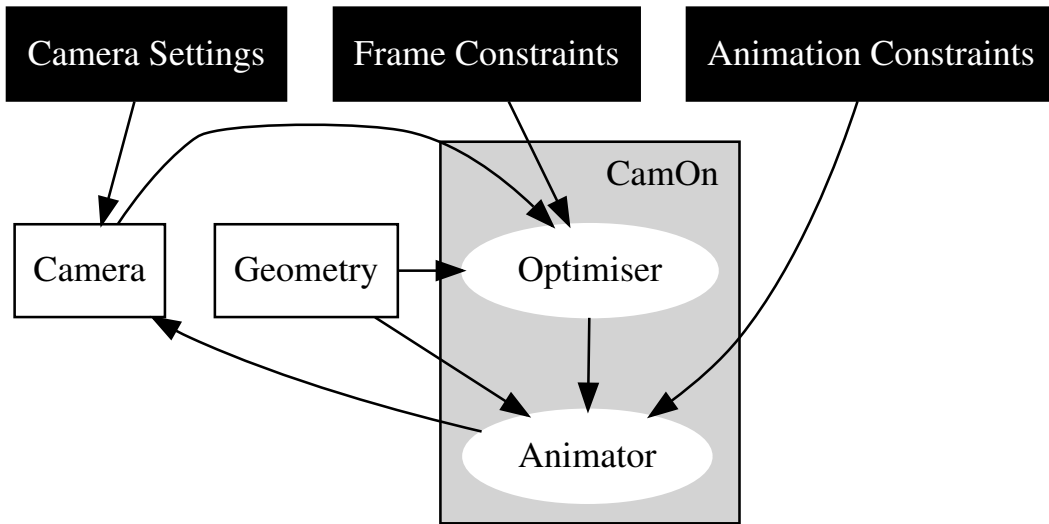 Camera Settings
Frame Constraints
Animation Constraints
CamOn
Camera
Geometry
Optimiser
Animator